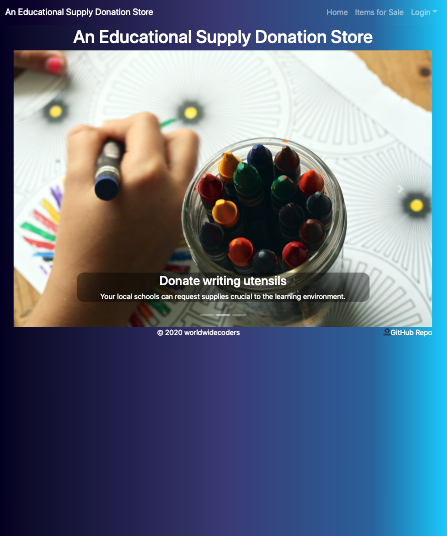 An Educational Supply Donation Store
Home Items for Sale Login
An Educational Supply Donation Store
Donate writing utensils
Your local schools can request supplies crucial to the learning environment.
© 2020 worldwidecoders
GitHub Repo